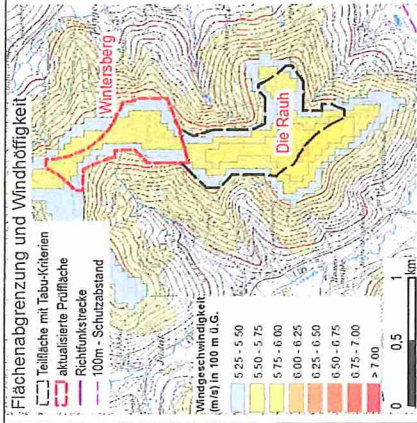 Flächenabgrenzung und Windhöffigkeit
Teilfläche mit Tabu-Kriterien
aktualisierte Prüffläche
Richtfunkstrecke
100m - Schutzabstand
Wintersberg
Die Rauh
Windgeschwindigkeit
(m/s) in 100 m ü.G.
5.25 - 5.50
5.50 - 5.75
5.75 - 6.00
6.00 - 6.25
6.25 - 6.50
6.50 - 6.75
6.75 - 7.00
> 7.00
0
0,5
1
km